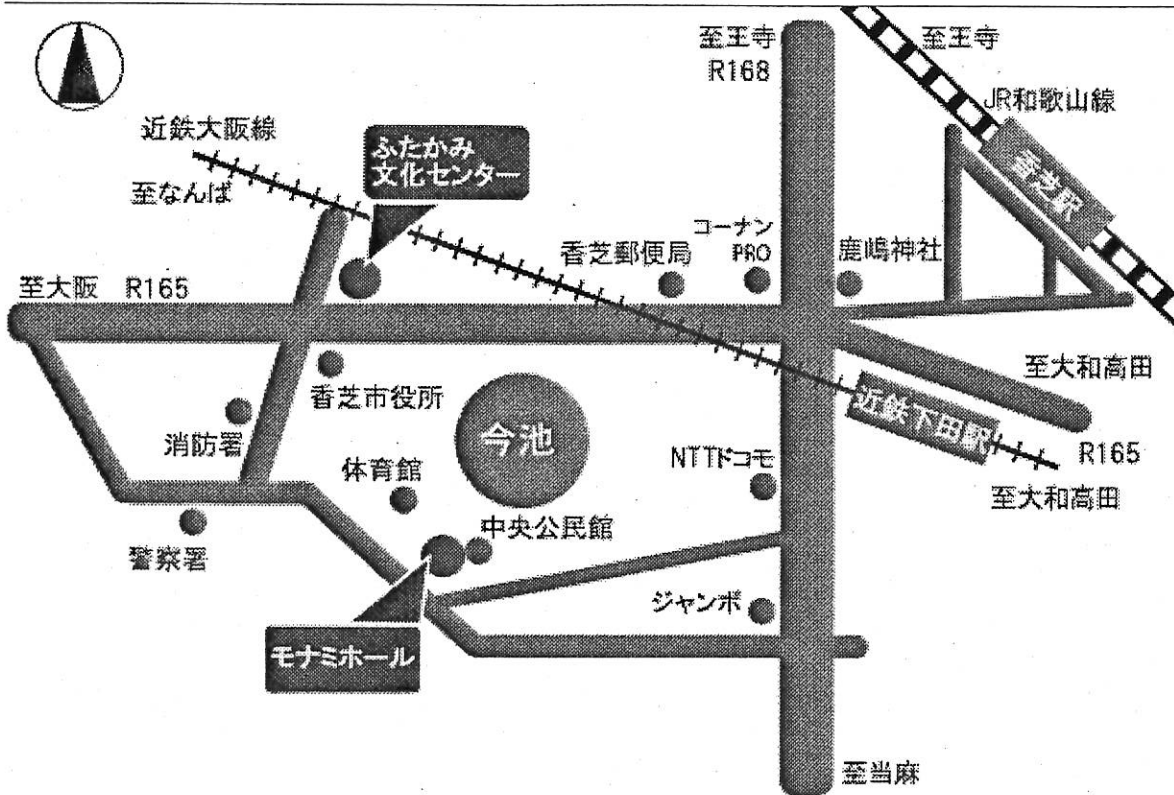 至王寺
R168
至王寺
JR和歌山線
香芝駅
近鉄大阪線
至なんば
ふたかみ
文化センター
コーナン
PRO
香芝郵便局
鹿嶋神社
至大阪 R165
香芝市役所
消防署
今池
至大和高田
近鉄下田駅
R165
至大和高田
体育館
NTTドコモ
中央公民館
警察署
ジャンボ
モナミホール
至当麻